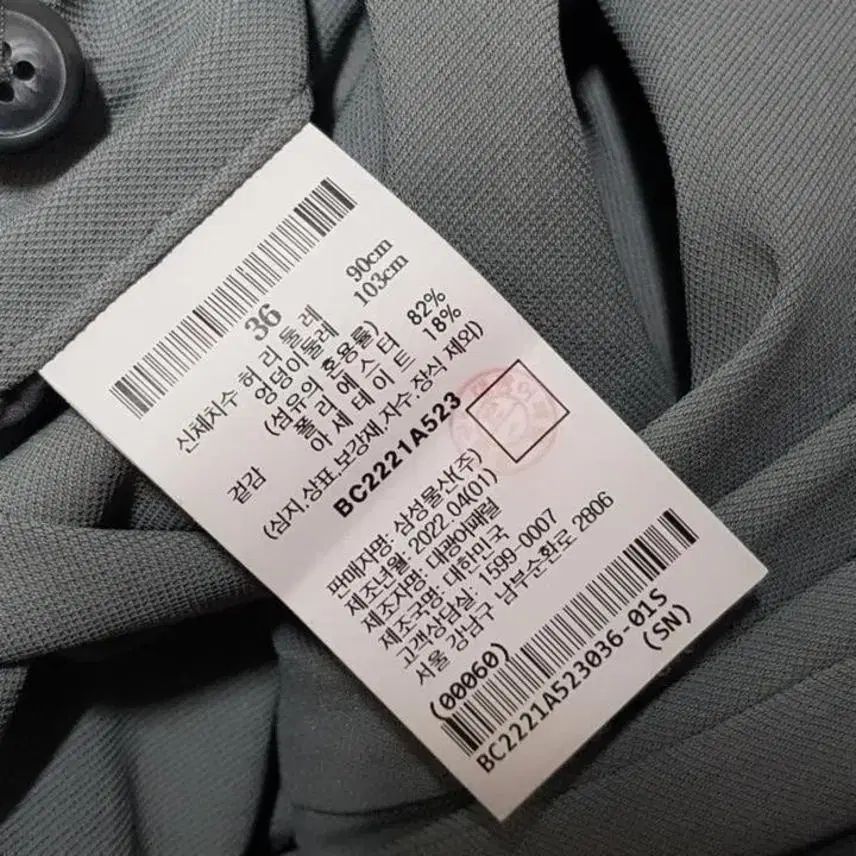 36
신체치수 허리둘레 90cm
엉덩이둘레 103cm
(섬유의 혼용률)
겉감 폴리에스터 82%
아세테이트 18%
(심지,상표,보강재,자수,장식 제외)
BC2221A523
판매자명: 삼성물산(주)
제조년월: 2022.04(01)
제조자명: 대광어패럴
제조국명: 대한민국
고객상담실: 1599-0007
서울 강남구 남부순환로 2806
(00060)
BC2221A523036-01S
(SN)